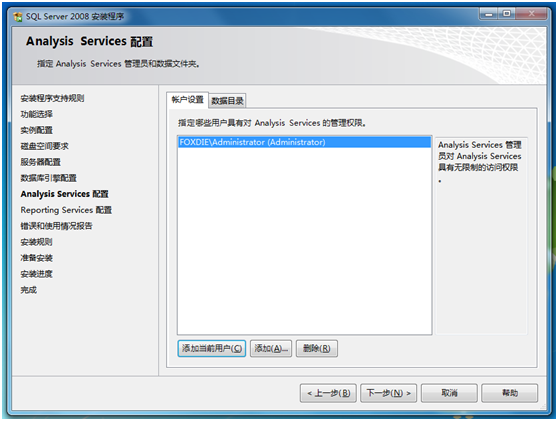 SQL Server 2008 安装程序
Analysis Services 配置
指定 Analysis Services 管理员和数据文件夹。
安装程序支持规则
功能选择
实例配置
磁盘空间要求
服务器配置
数据库引擎配置
Analysis Services 配置
Reporting Services 配置
错误和使用情况报告
安装规则
准备安装
安装进度
完成
帐户设置 数据目录
指定哪些用户具有对 Analysis Services 的管理权限。
FOXDIE\Administrator (Administrator)
Analysis Services 管理
员对 Analysis Services
具有无限制的访问权限
。
添加当前用户(C) 添加(A)... 删除(R)
< 上一步(B) 下一步(N) > 取消 帮助